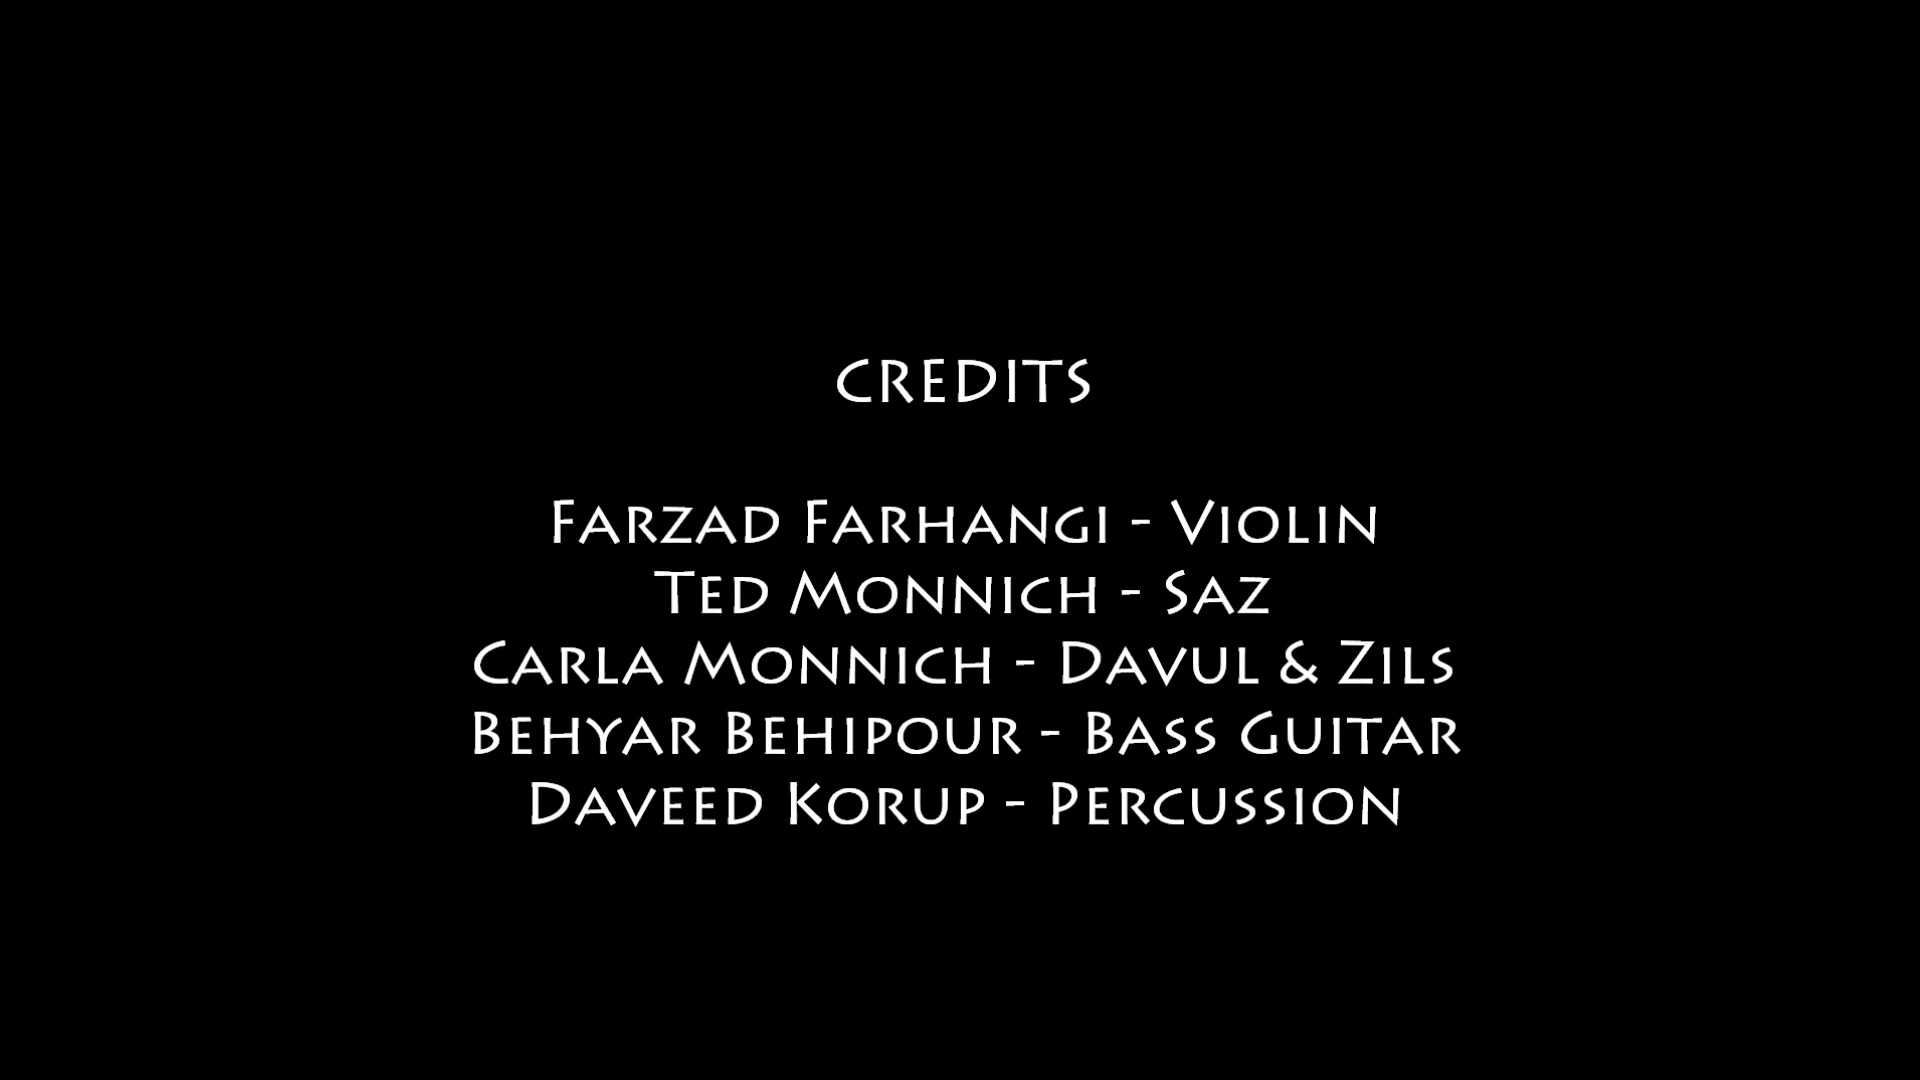 CREDITS
FARZAD FARHANGI - VIOLIN
TED MONNICH - SAZ
CARLA MONNICH - DAVUL & ZILS
BEHYAR BEHIPOUR - BASS GUITAR
DAVEED KORUP - PERCUSSION